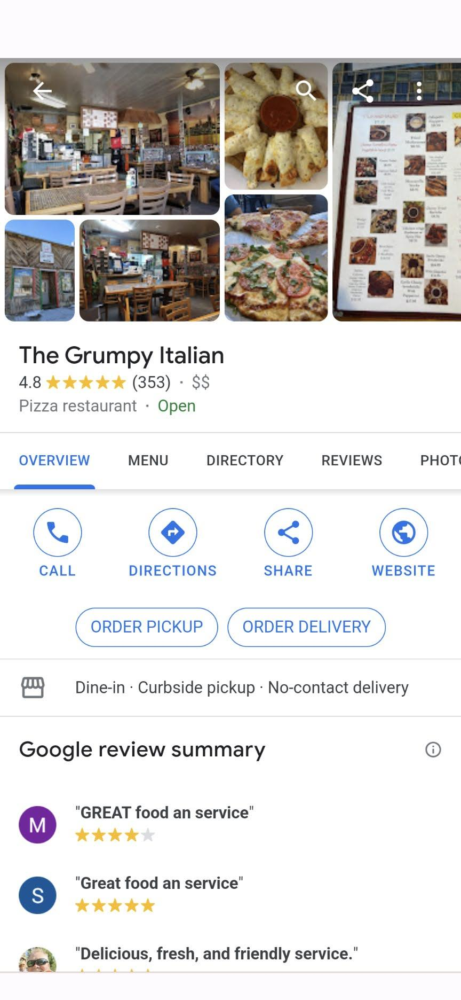 The Grumpy Italian
4.8 (353) · $$
Pizza restaurant · Open
OVERVIEW MENU DIRECTORY REVIEWS PHOTO
CALL DIRECTIONS SHARE WEBSITE
ORDER PICKUP ORDER DELIVERY
Dine-in · Curbside pickup · No-contact delivery
Google review summary
M
"GREAT food an service"
S
"Great food an service"
"Delicious, fresh, and friendly service."